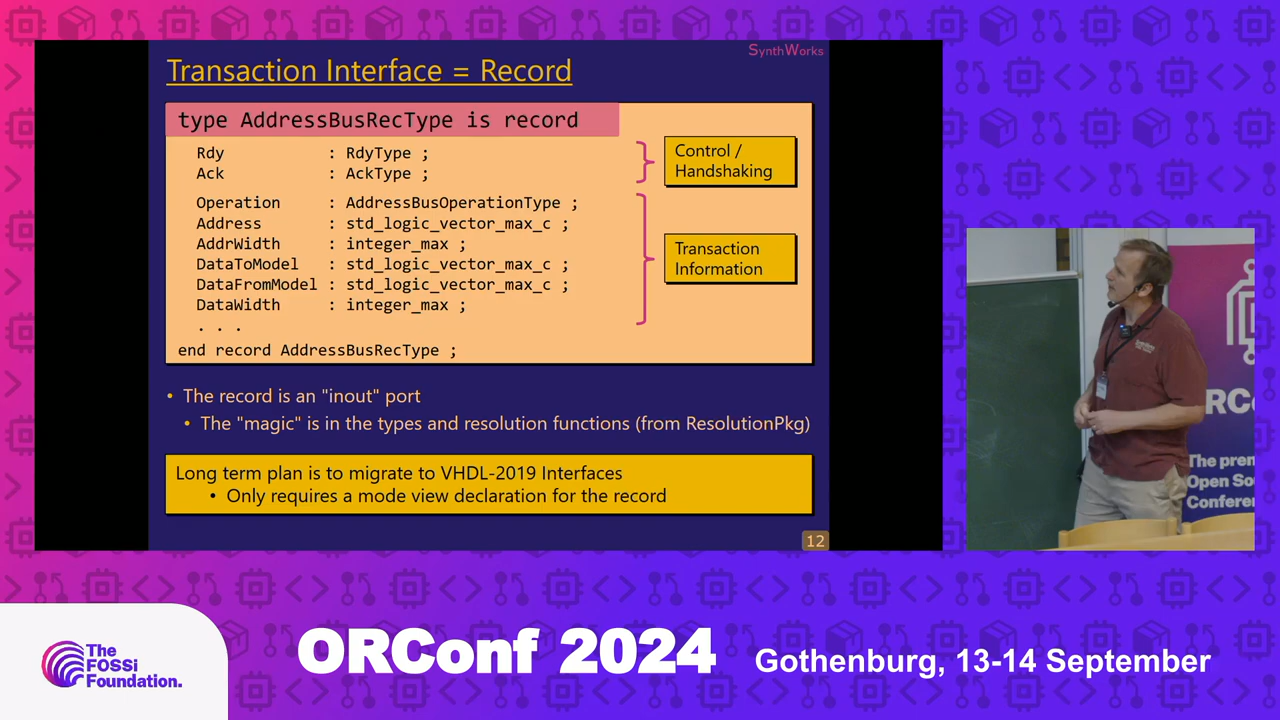 SynthWorks
Transaction Interface = Record
type AddressBusRecType is record
Rdy : RdyType ;
Ack : AckType ;
Control /
Handshaking
Operation : AddressBusOperationType ;
Address : std_logic_vector_max_c ;
AddrWidth : integer_max ;
DataToModel : std_logic_vector_max_c ;
DataFromModel : std_logic_vector_max_c ;
DataWidth : integer_max ;
. . .
Transaction
Information
end record AddressBusRecType ;
• The record is an "inout" port
• The "magic" is in the types and resolution functions (from ResolutionPkg)
Long term plan is to migrate to VHDL-2019 Interfaces
• Only requires a mode view declaration for the record
12
The
FOSSi
Foundation.
ORConf 2024
Gothenburg, 13-14 September